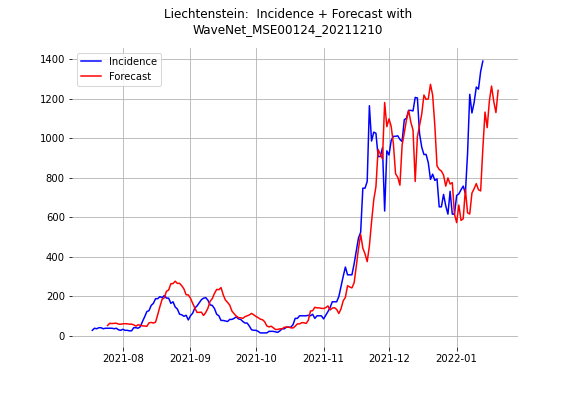 Liechtenstein:  Incidence + Forecast with
WaveNet_MSE00124_20211210
Incidence
Forecast
1400
1200
1000
800
600
400
200
0
2021-08 2021-09 2021-10 2021-11 2021-12 2022-01